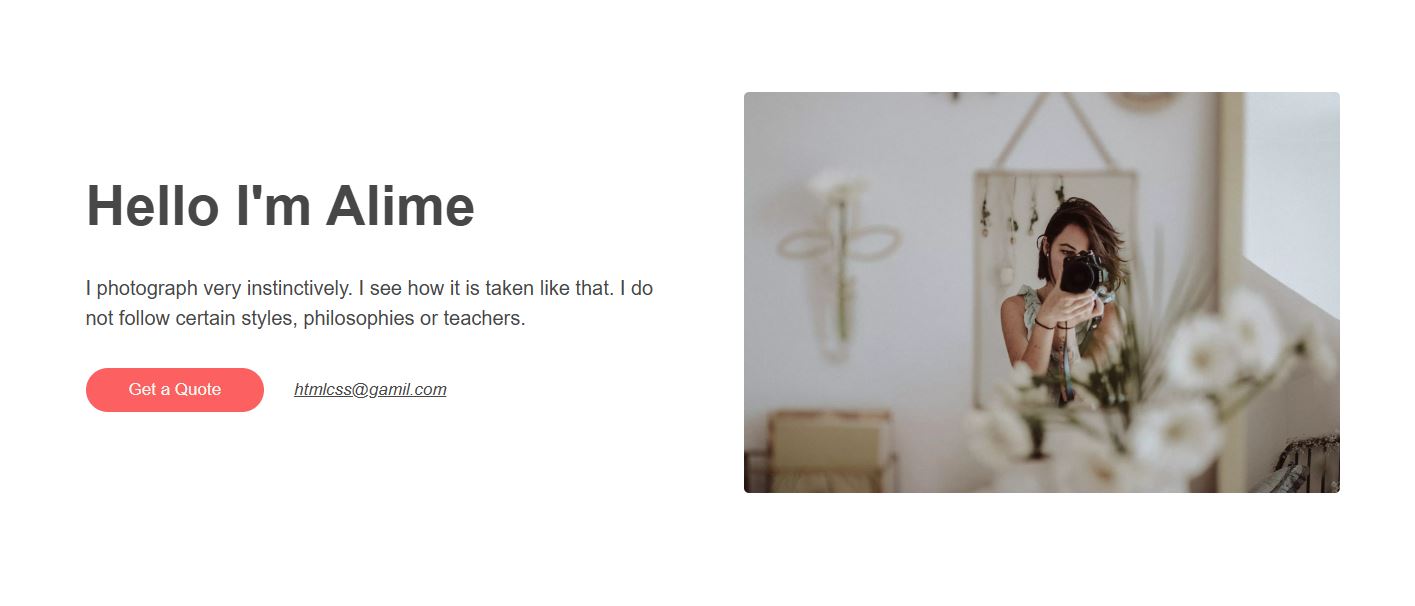 Hello I'm Alime
I photograph very instinctively. I see how it is taken like that. I do
not follow certain styles, philosophies or teachers.
Get a Quote
htmlcss@gamil.com